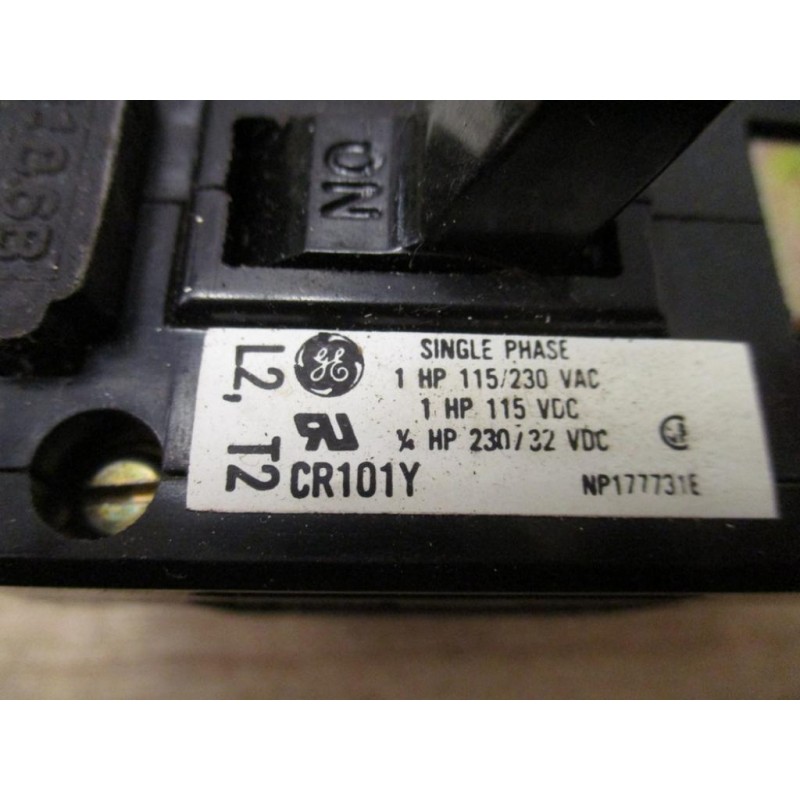 ON
L2,
T2
GE
SINGLE PHASE
1 HP 115/230 VAC
1 HP 115 VDC
¼ HP 230/32 VDC
CR101Y
NP177731E